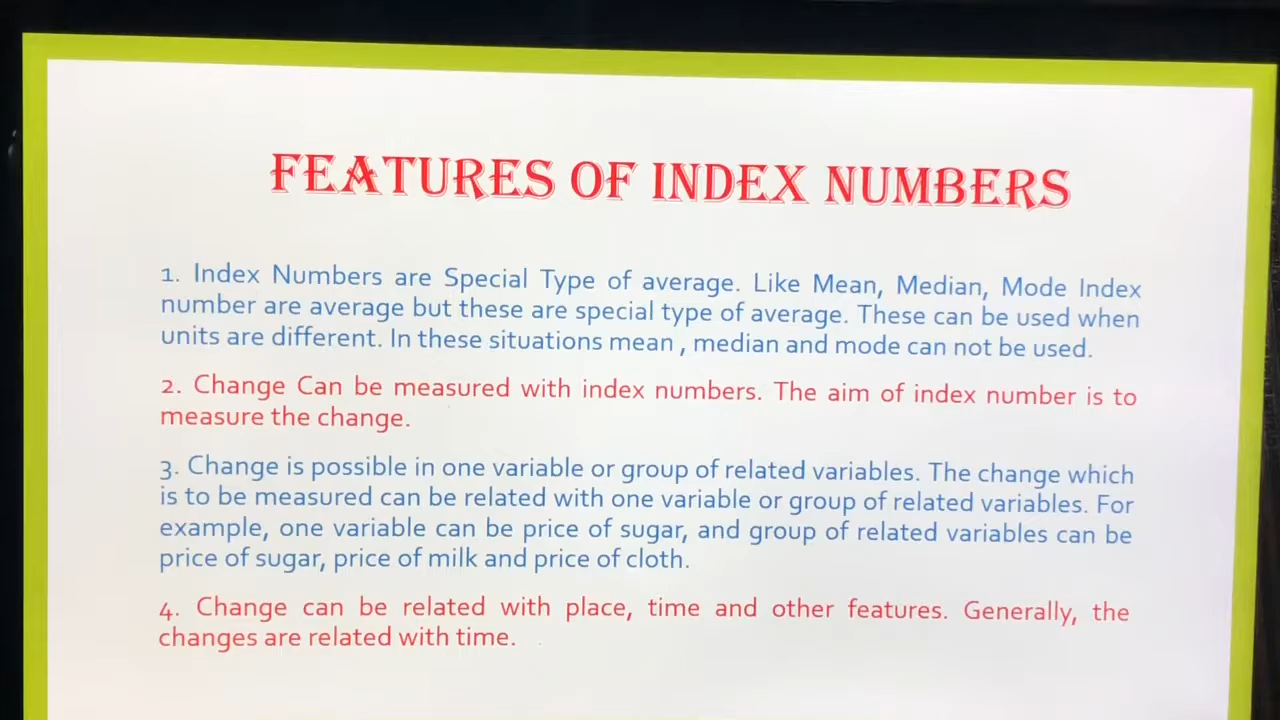 FEATURES OF INDEX NUMBERS
1. Index Numbers are Special Type of average. Like Mean, Median, Mode Index
number are average but these are special type of average. These can be used when
units are different. In these situations mean , median and mode can not be used.
2. Change Can be measured with index numbers. The aim of index number is to
measure the change.
3. Change is possible in one variable or group of related variables. The change which
is to be measured can be related with one variable or group of related variables. For
example, one variable can be price of sugar, and group of related variables can be
price of sugar, price of milk and price of cloth.
4. Change can be related with place, time and other features. Generally, the
changes are related with time.